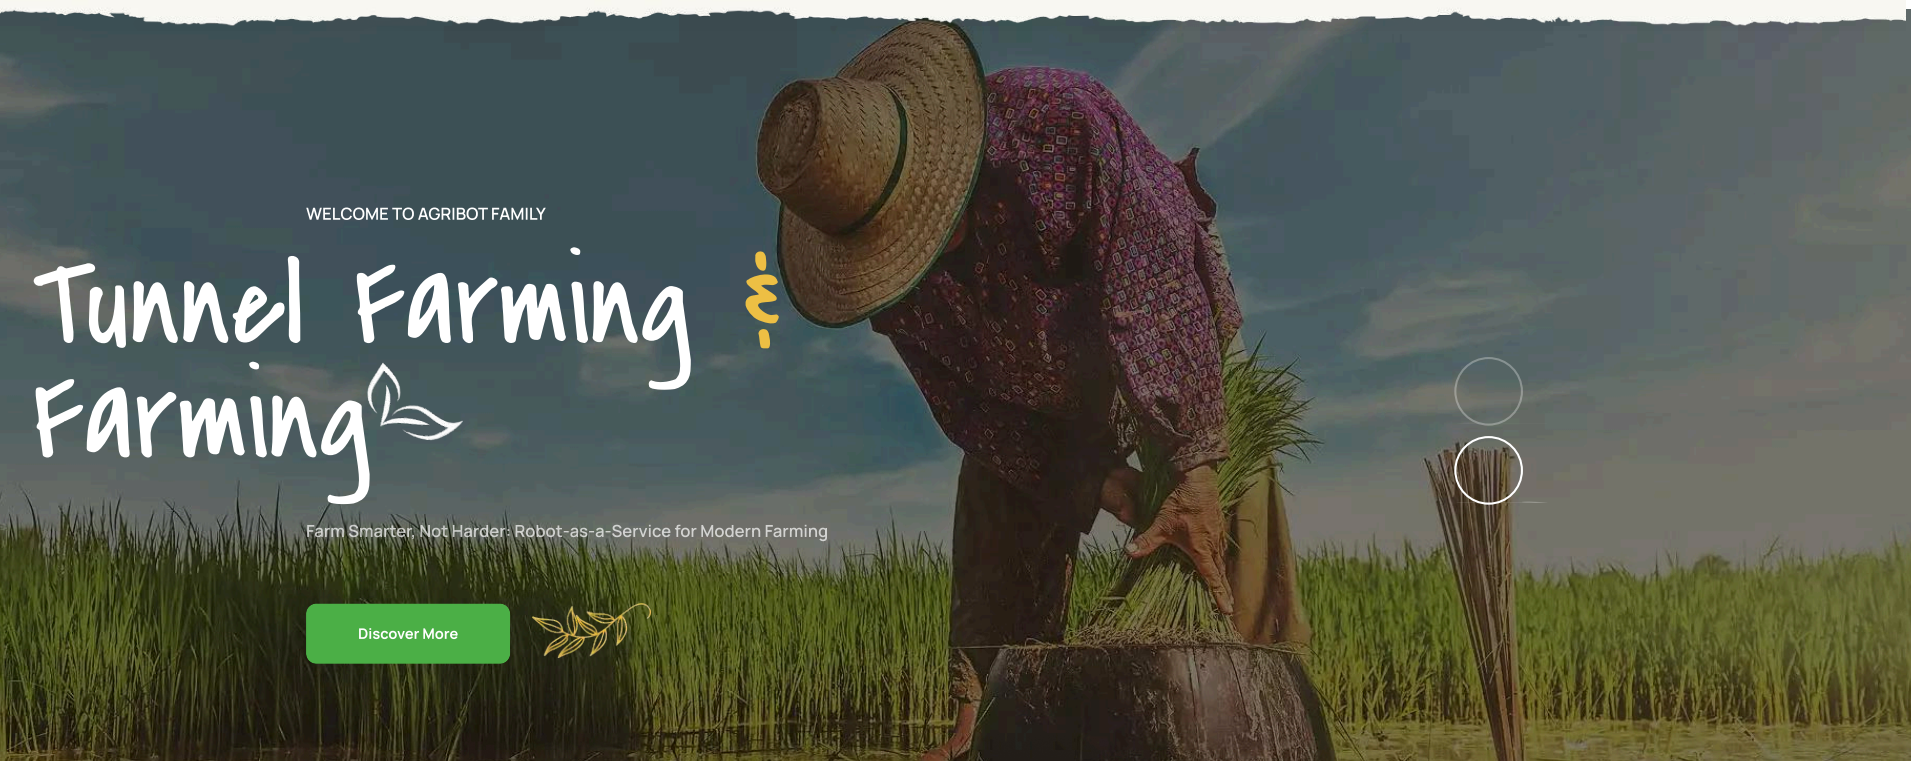 WELCOME TO AGRIBOT FAMILY
Tunnel Farming
Farming
Farm Smarter, Not Harder: Robot-as-a-Service for Modern Farming
Discover More